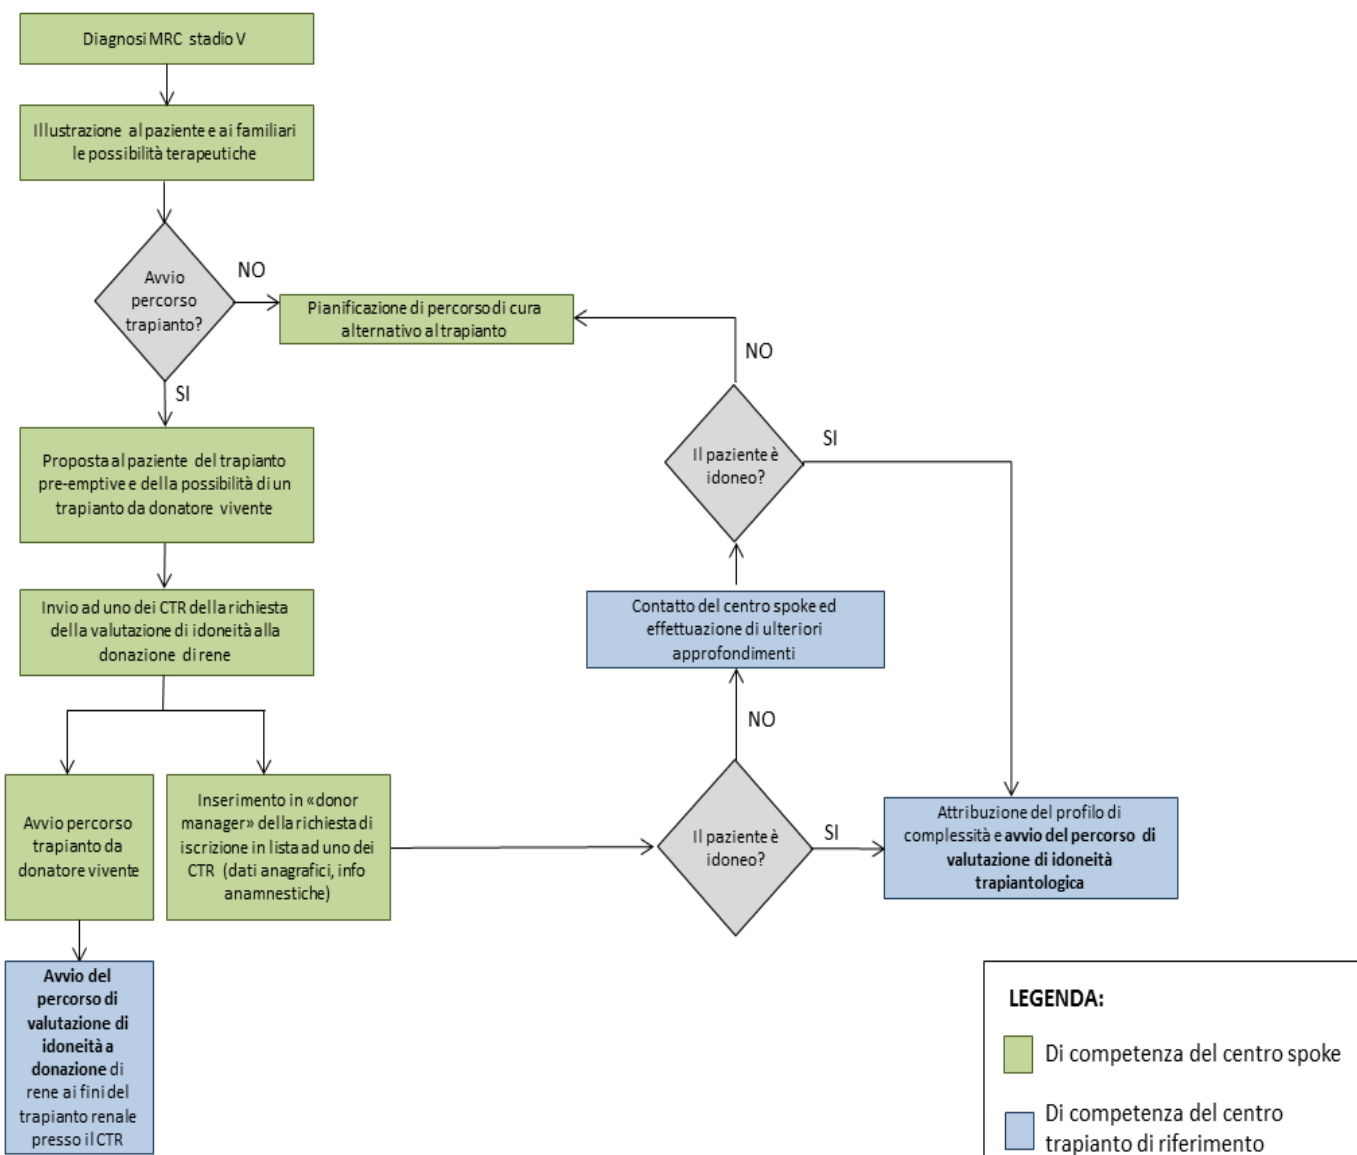 Diagnosi MRC stadio V
Illustrazione al paziente e ai familiari
le possibilità terapeutiche
Avvio
percorso
trapianto?
NO
Pianificazione di percorso di cura
alternativo al trapianto
NO
SI
Proposta al paziente del trapianto
pre-emptive e della possibilità di un
trapianto da donatore vivente
Il paziente è
idoneo?
SI
Invio ad uno dei CTR della richiesta
della valutazione di idoneità alla
donazione di rene
Contatto del centro spoke ed
effettuazione di ulteriori
approfondimenti
NO
Avvio percorso
trapianto da
donatore vivente
Inserimento in «donor
manager» della richiesta di
iscrizione in lista ad uno dei
CTR (dati anagrafici, info
anamnestiche)
Il paziente è
idoneo?
SI
Attribuzione del profilo di
complessità e avvio del percorso di
valutazione di idoneità
trapiantologica
Avvio del
percorso di
valutazione di
idoneità a
donazione di
rene ai fini del
trapianto renale
presso il CTR
LEGENDA:
Di competenza del centro spoke
Di competenza del centro
trapianto di riferimento